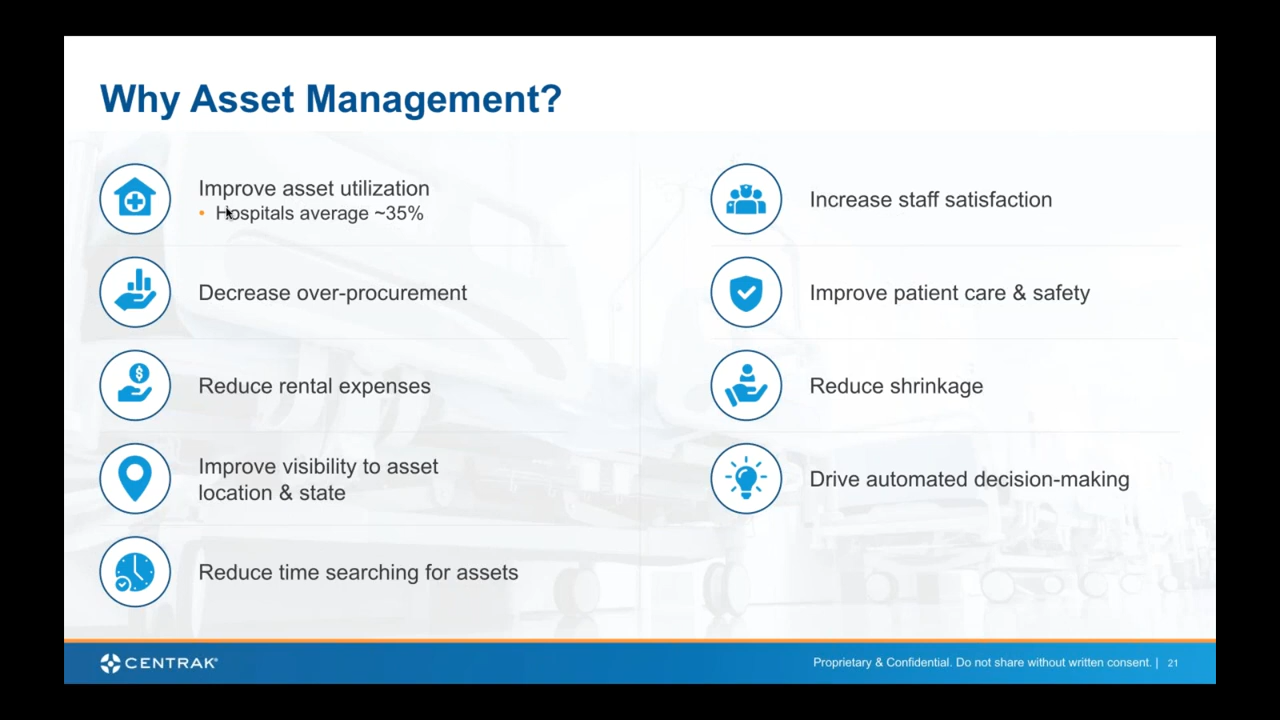 Why Asset Management?
Improve asset utilization
• Hospitals average ~35%
Decrease over-procurement
Reduce rental expenses
Improve visibility to asset
location & state
Reduce time searching for assets
Increase staff satisfaction
Improve patient care & safety
Reduce shrinkage
Drive automated decision-making
$
CENTRAK®
Proprietary & Confidential. Do not share without written consent. | 21